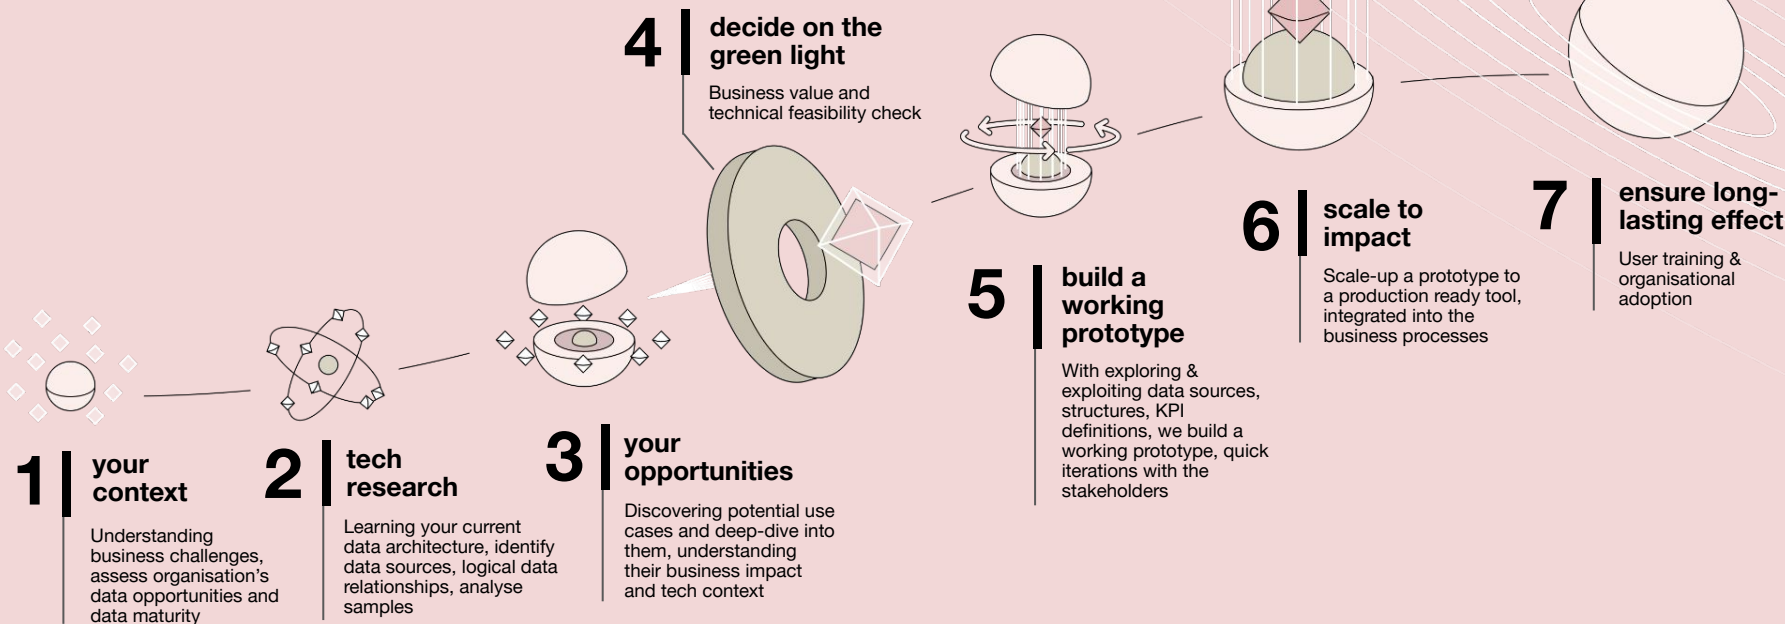 1
your
context
Understanding
business challenges,
assess organisation's
data opportunities and
data maturity
2
tech
research
Learning your current
data architecture, identify
data sources, logical data
relationships, analyse
samples
3
your
opportunities
Discovering potential use
cases and deep-dive into
them, understanding
their business impact
and tech context
4
decide on the
green light
Business value and
technical feasibility check
5
build a
working
prototype
With exploring &
exploiting data sources,
structures, KPI
definitions, we build a
working prototype, quick
iterations with the
stakeholders
6
scale to
impact
Scale-up a prototype to
a production ready tool,
integrated into the
business processes
7
ensure long-
lasting effect
User training &
organisational
adoption